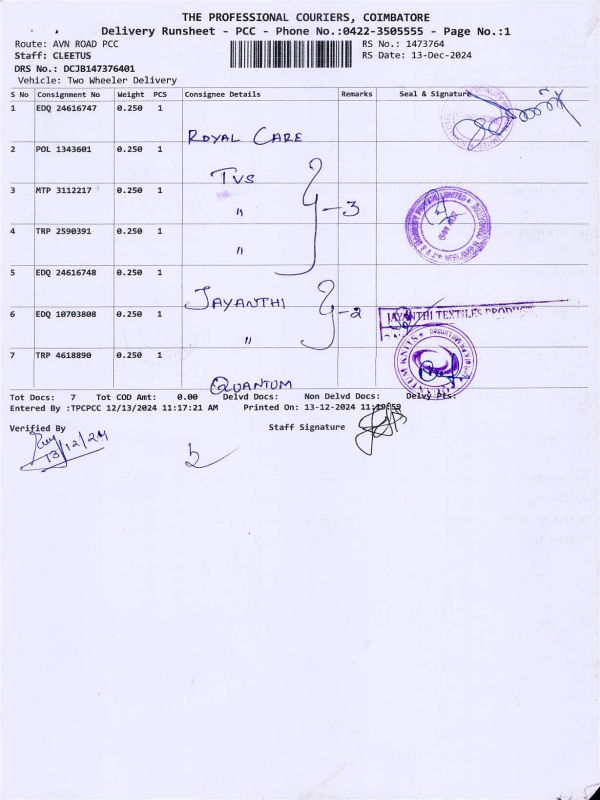 THE PROFESSIONAL COURIERS, COIMBATORE
Delivery Runsheet - PCC - Phone No.:0422-3505555 - Page No.:1
Route: AVN ROAD PCC
RS No.: 1473764
Staff: CLEETUS
RS Date: 13-Dec-2024
DRS No.: DCJB147376401
Vehicle: Two Wheeler Delivery
S No Consignment No Weight PCS Consignee Details Remarks Seal & Signature
1 EDQ 24616747 0.250 1
ROYAL CARE
2 POL 1343601 0.250 1
TVS
3 MTP 3112217 0.250 1
" - 3
4 TRP 2590391 0.250 1
"
5 EDQ 24616748 0.250 1
JAYANTHI
6 EDQ 10703808 0.250 1
- 2
JAYANTHI TEXTILES PRODUCTS
"
7 TRP 4618890 0.250 1
QUANTUM KNITS
QUANTUM
Tot Docs: 7 Tot COD Amt: 0.00 Delvd Docs: Non Delvd Docs: Delvy Pts:
Entered By :TPCPCC 12/13/2024 11:17:21 AM Printed On: 13-12-2024 11:19:59
Verified By Staff Signature
13/12/24